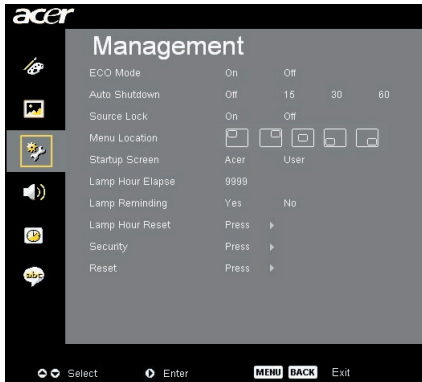 acer
Management
ECO Mode On Off
Auto Shutdown Off 15 30 60
Source Lock On Off
Menu Location
Startup Screen Acer User
Lamp Hour Elapse 9999
Lamp Reminding Yes No
Lamp Hour Reset Press
Security Press
Reset Press
abc
Select Enter MENU BACK Exit